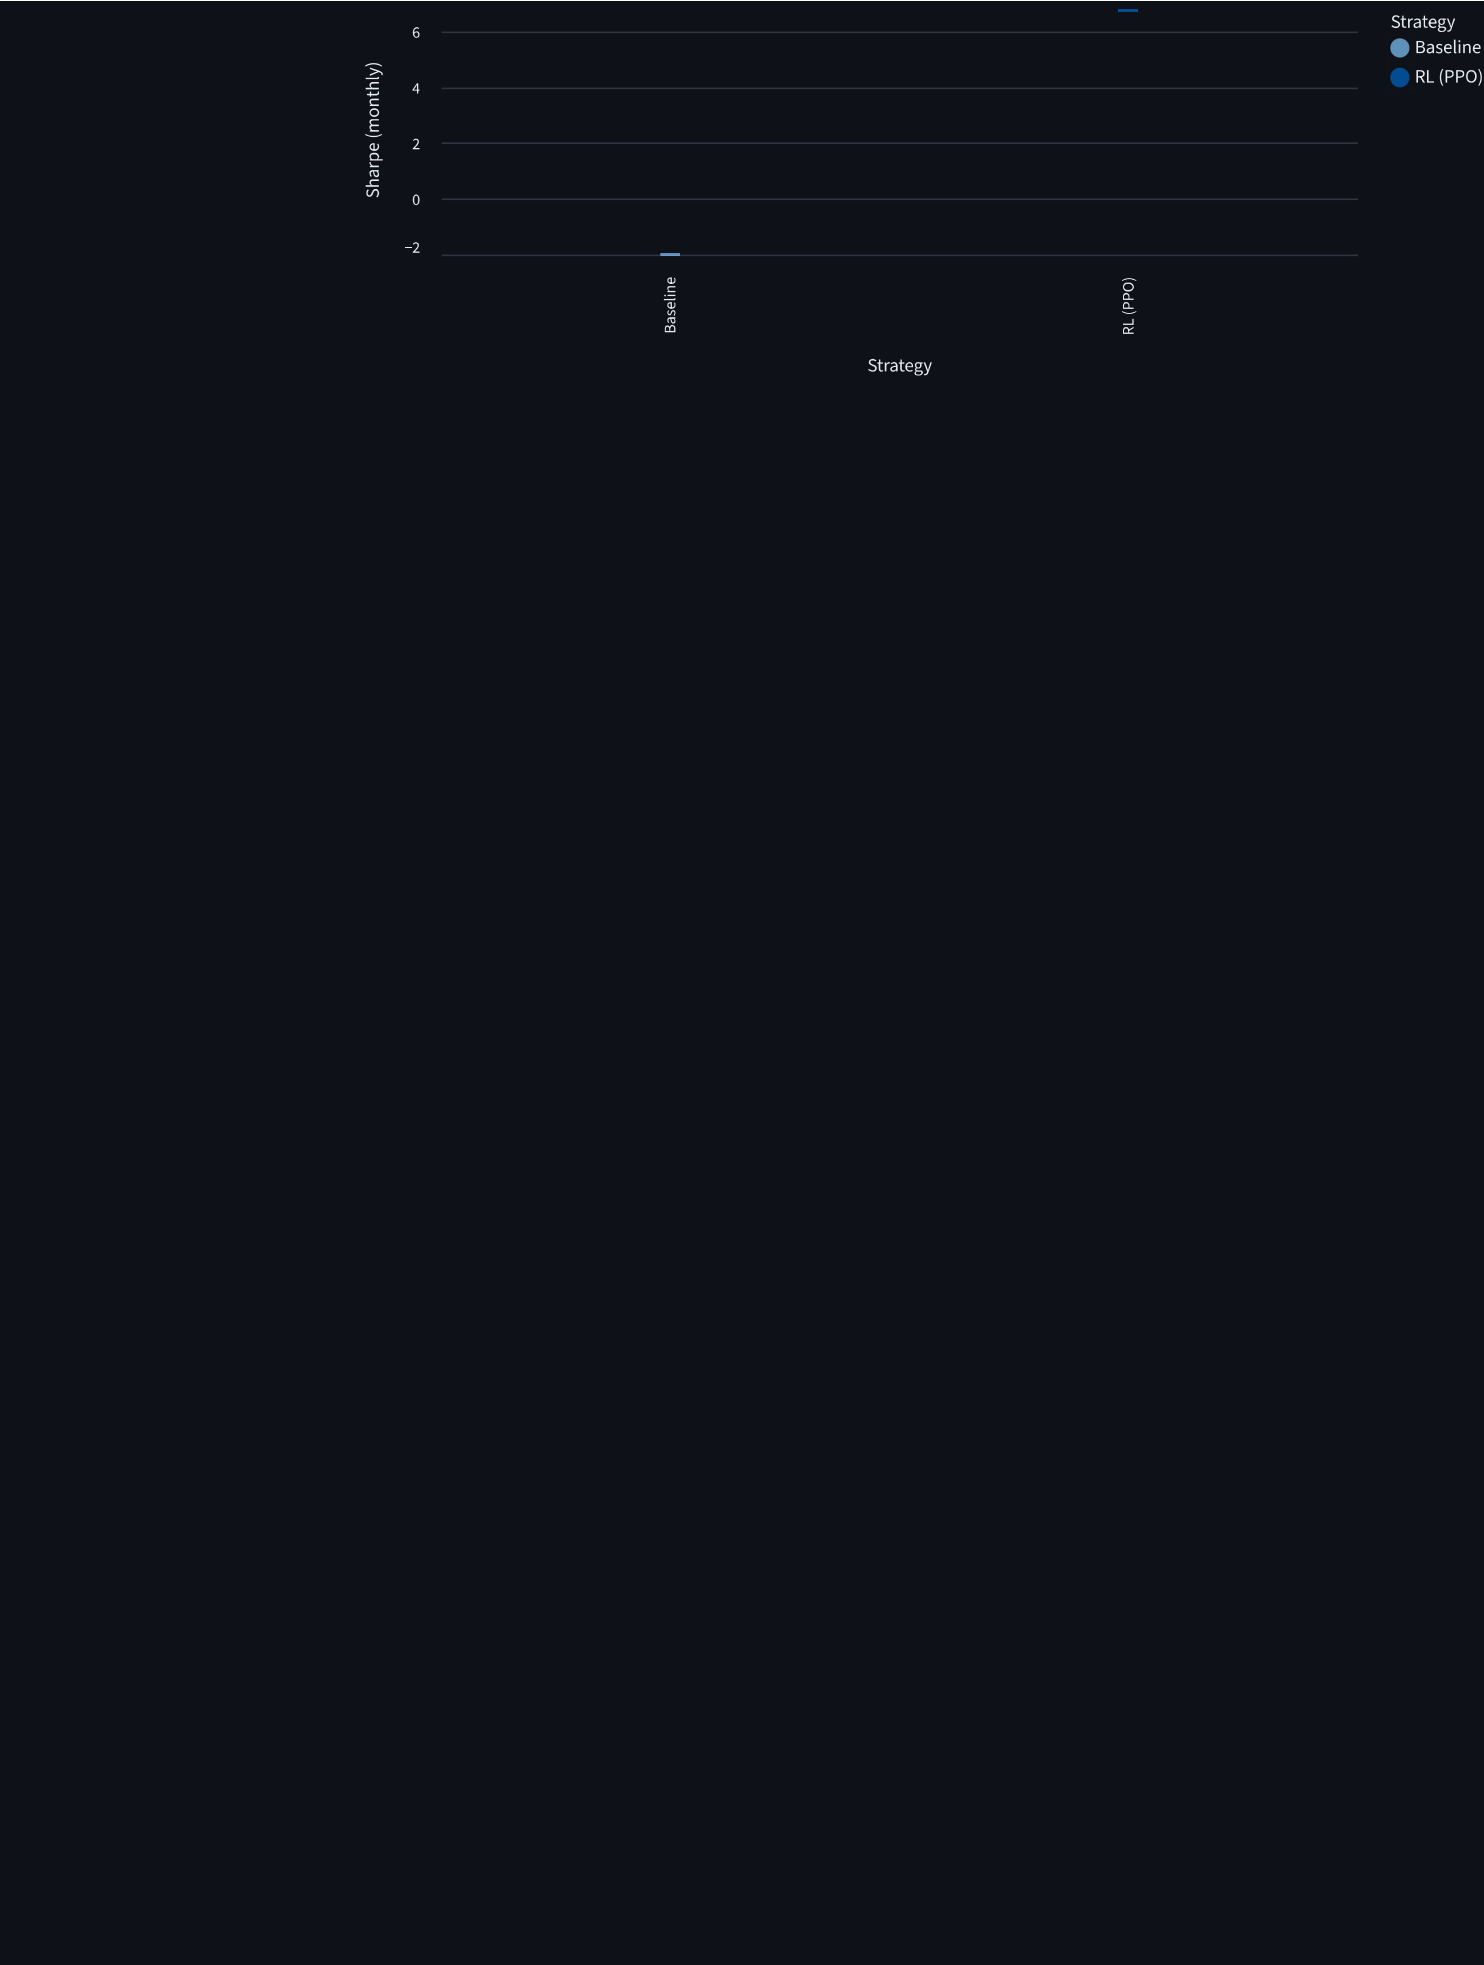 Sharpe (monthly)
6
4
2
0
−2
Baseline
RL (PPO)
Strategy
Strategy
Baseline
RL (PPO)